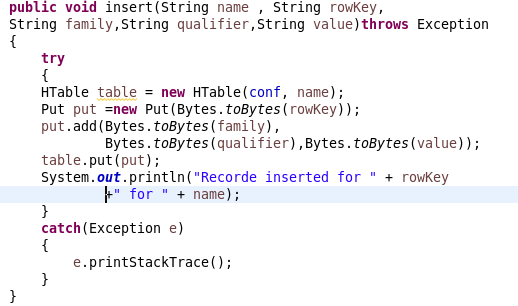 public void insert(String name , String rowKey,
String family,String qualifier,String value)throws Exception
{
try
{
HTable table = new HTable(conf, name);
Put put =new Put(Bytes.toBytes(rowKey));
put.add(Bytes.toBytes(family),
Bytes.toBytes(qualifier),Bytes.toBytes(value));
table.put(put);
System.out.println("Recorde inserted for " + rowKey
+" for " + name);
}
catch(Exception e)
{
e.printStackTrace();
}
}